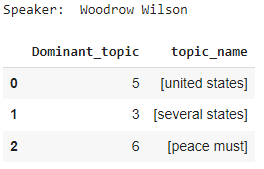 Speaker:  Woodrow Wilson
Dominant_topic topic_name
0 5 [united states]
1 3 [several states]
2 6 [peace must]